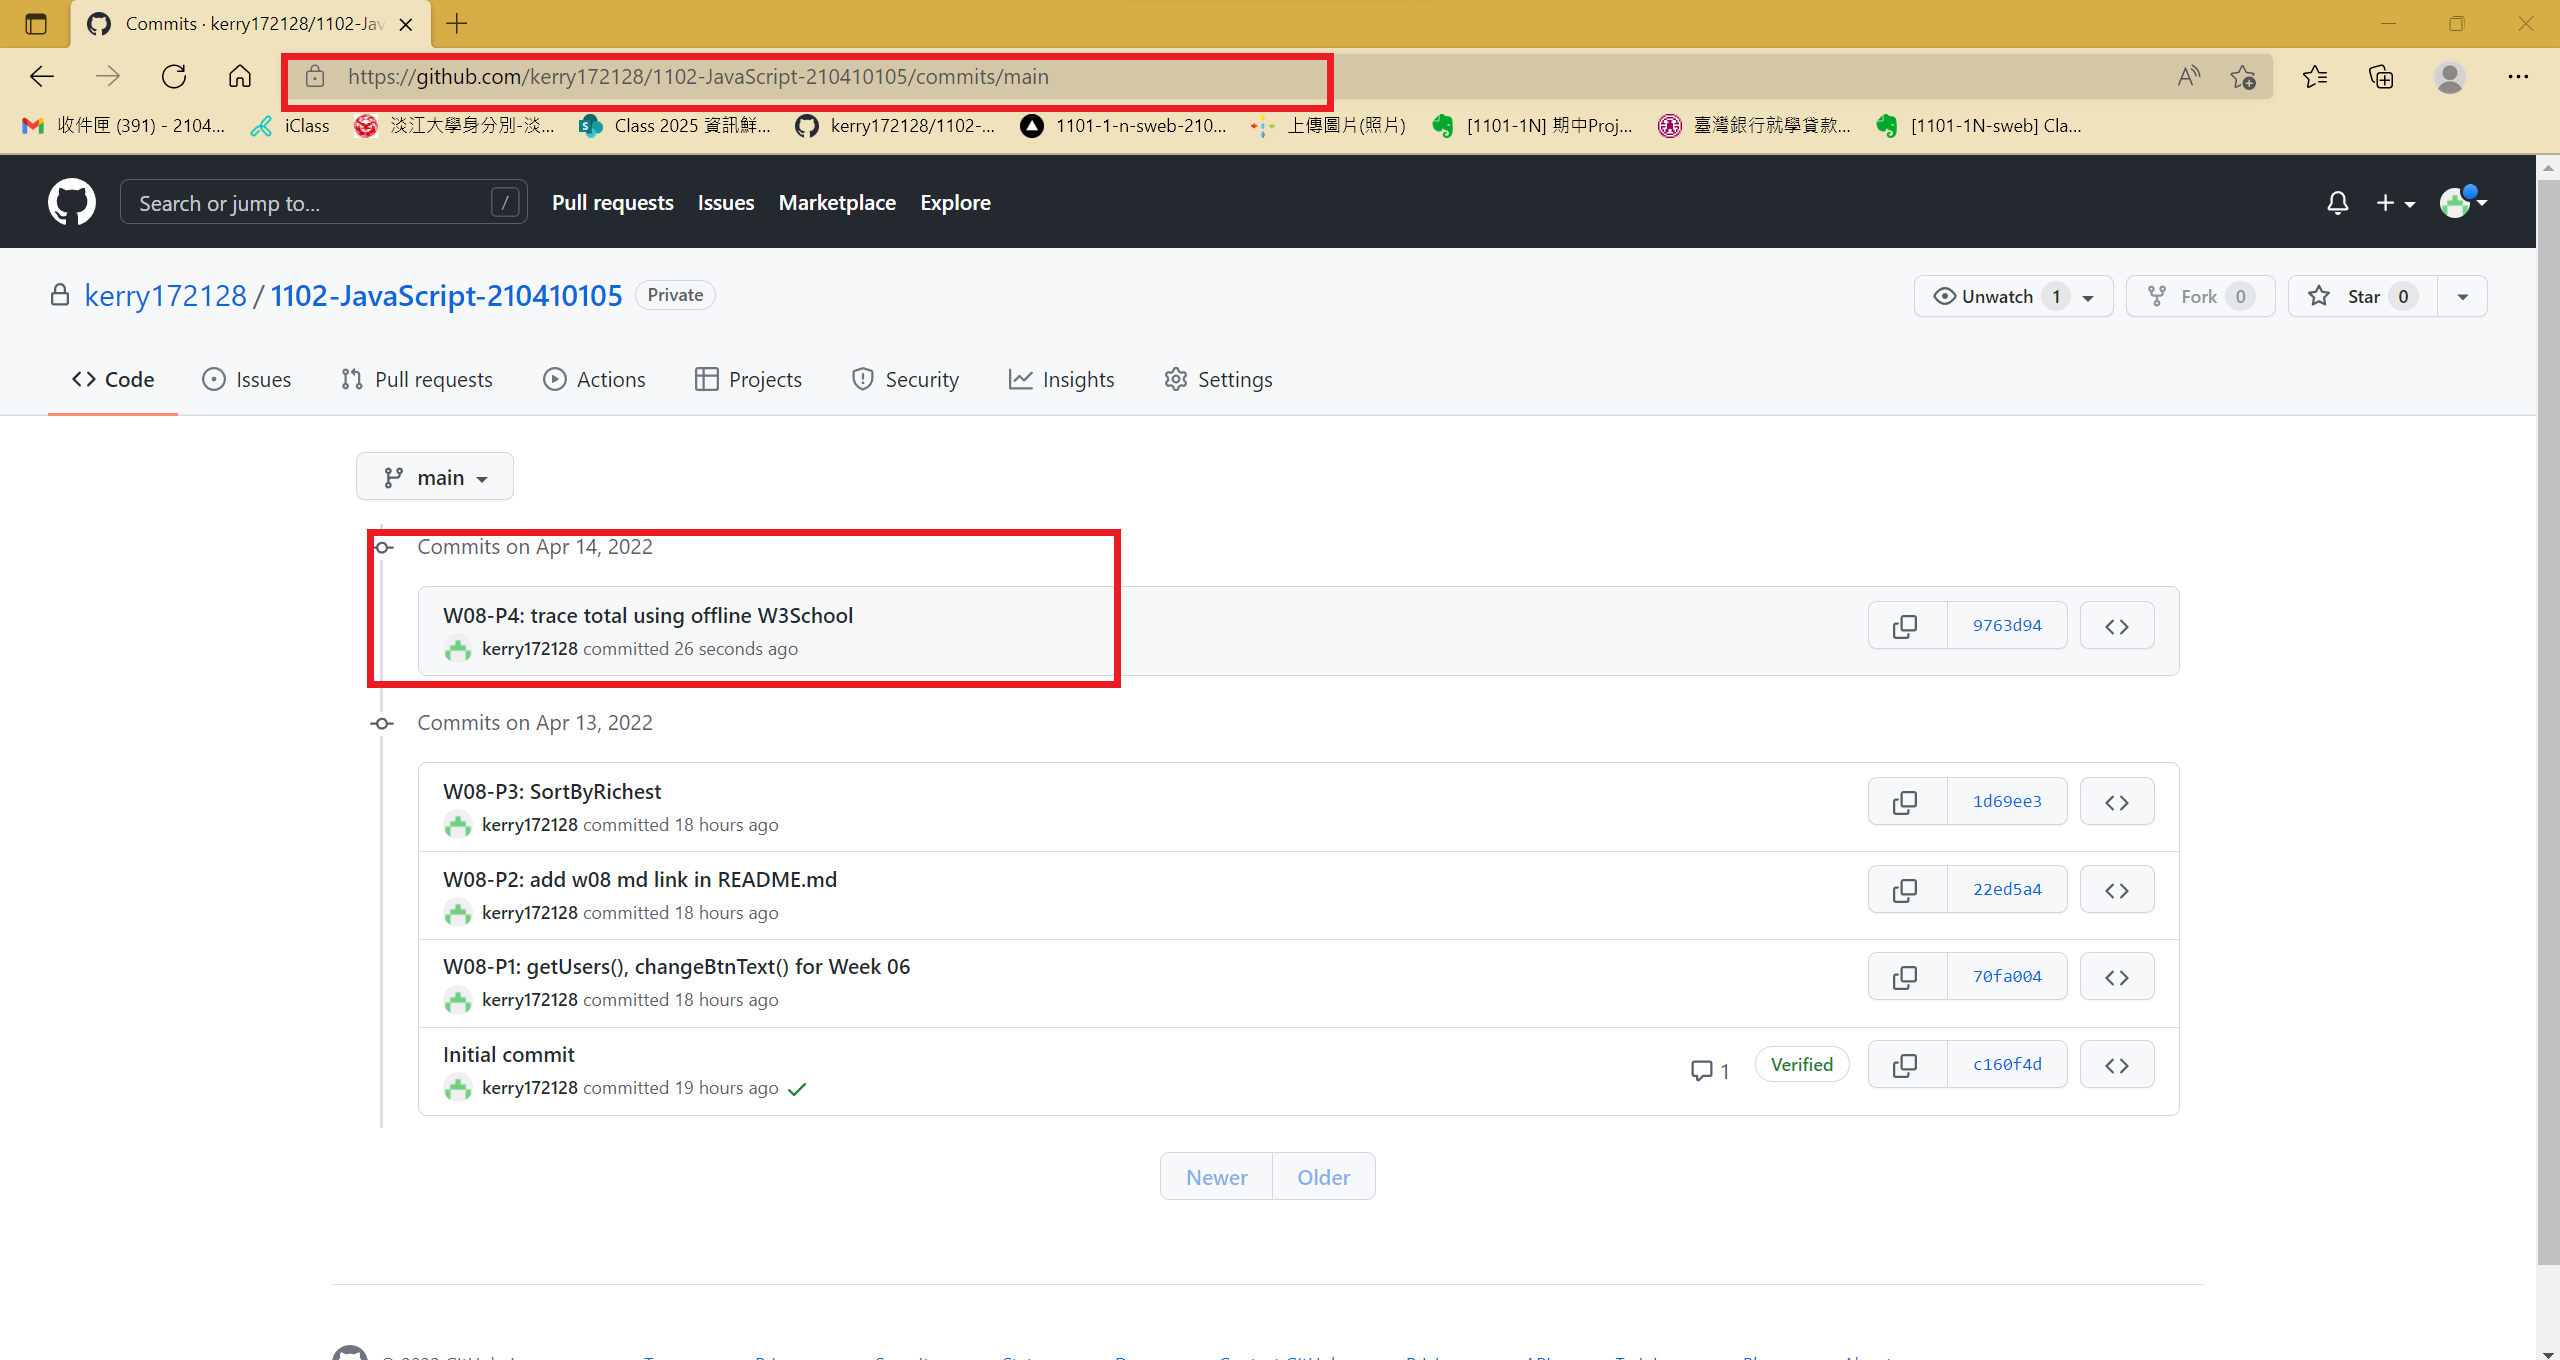 Commits · kerry172128/1102-Jav
https://github.com/kerry172128/1102-JavaScript-210410105/commits/main
收件匣 (391) - 2104...
iClass
淡江大學身分別-淡...
Class 2025 資訊鮮...
kerry172128/1102-...
1101-1-n-sweb-210...
上傳圖片(照片)
[1101-1N] 期中Proj...
臺灣銀行就學貸款...
[1101-1N-sweb] Cla...
Search or jump to...
/
Pull requests
Issues
Marketplace
Explore
kerry172128 / 1102-JavaScript-210410105
Private
Unwatch 1
Fork 0
Star 0
Code
Issues
Pull requests
Actions
Projects
Security
Insights
Settings
main
Commits on Apr 14, 2022
W08-P4: trace total using offline W3School
kerry172128 committed 26 seconds ago
9763d94
Commits on Apr 13, 2022
W08-P3: SortByRichest
kerry172128 committed 18 hours ago
1d69ee3
W08-P2: add w08 md link in README.md
kerry172128 committed 18 hours ago
22ed5a4
W08-P1: getUsers(), changeBtnText() for Week 06
kerry172128 committed 18 hours ago
70fa004
Initial commit
kerry172128 committed 19 hours ago
1
Verified
c160f4d
Newer
Older